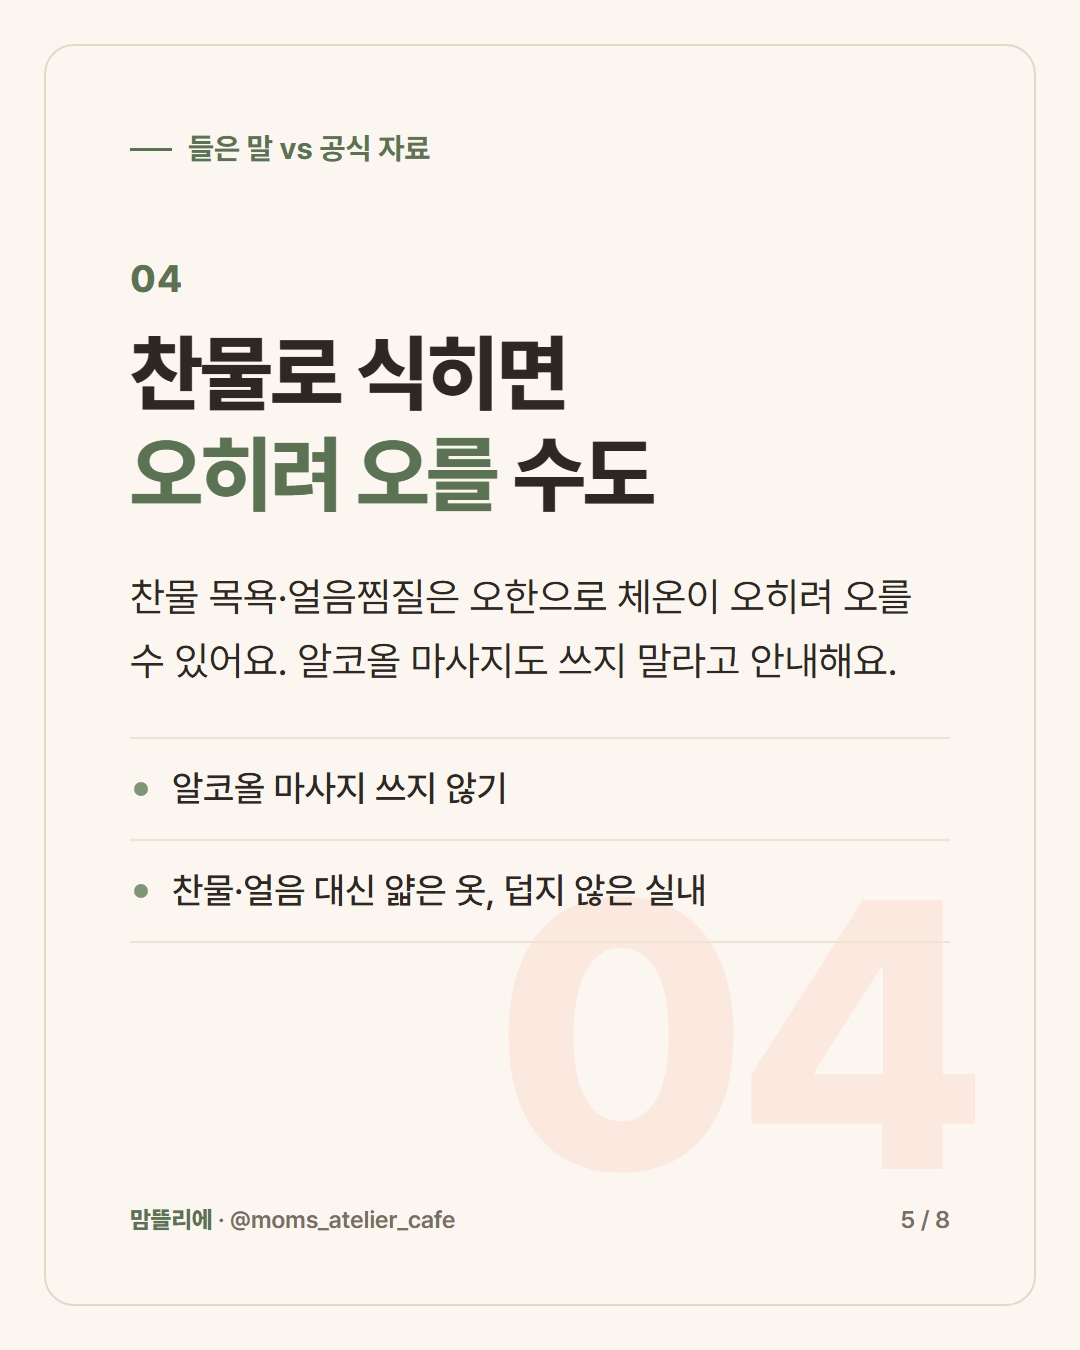 들은 말 vs 공식 자료
04
찬물로 식히면
오히려 오를 수도
찬물 목욕·얼음찜질은 오한으로 체온이 오히려 오를
수 있어요. 알코올 마사지도 쓰지 말라고 안내해요.
알코올 마사지 쓰지 않기
찬물·얼음 대신 얇은 옷, 덥지 않은 실내
04
맘뜰리에 · @moms_atelier_cafe
5 / 8